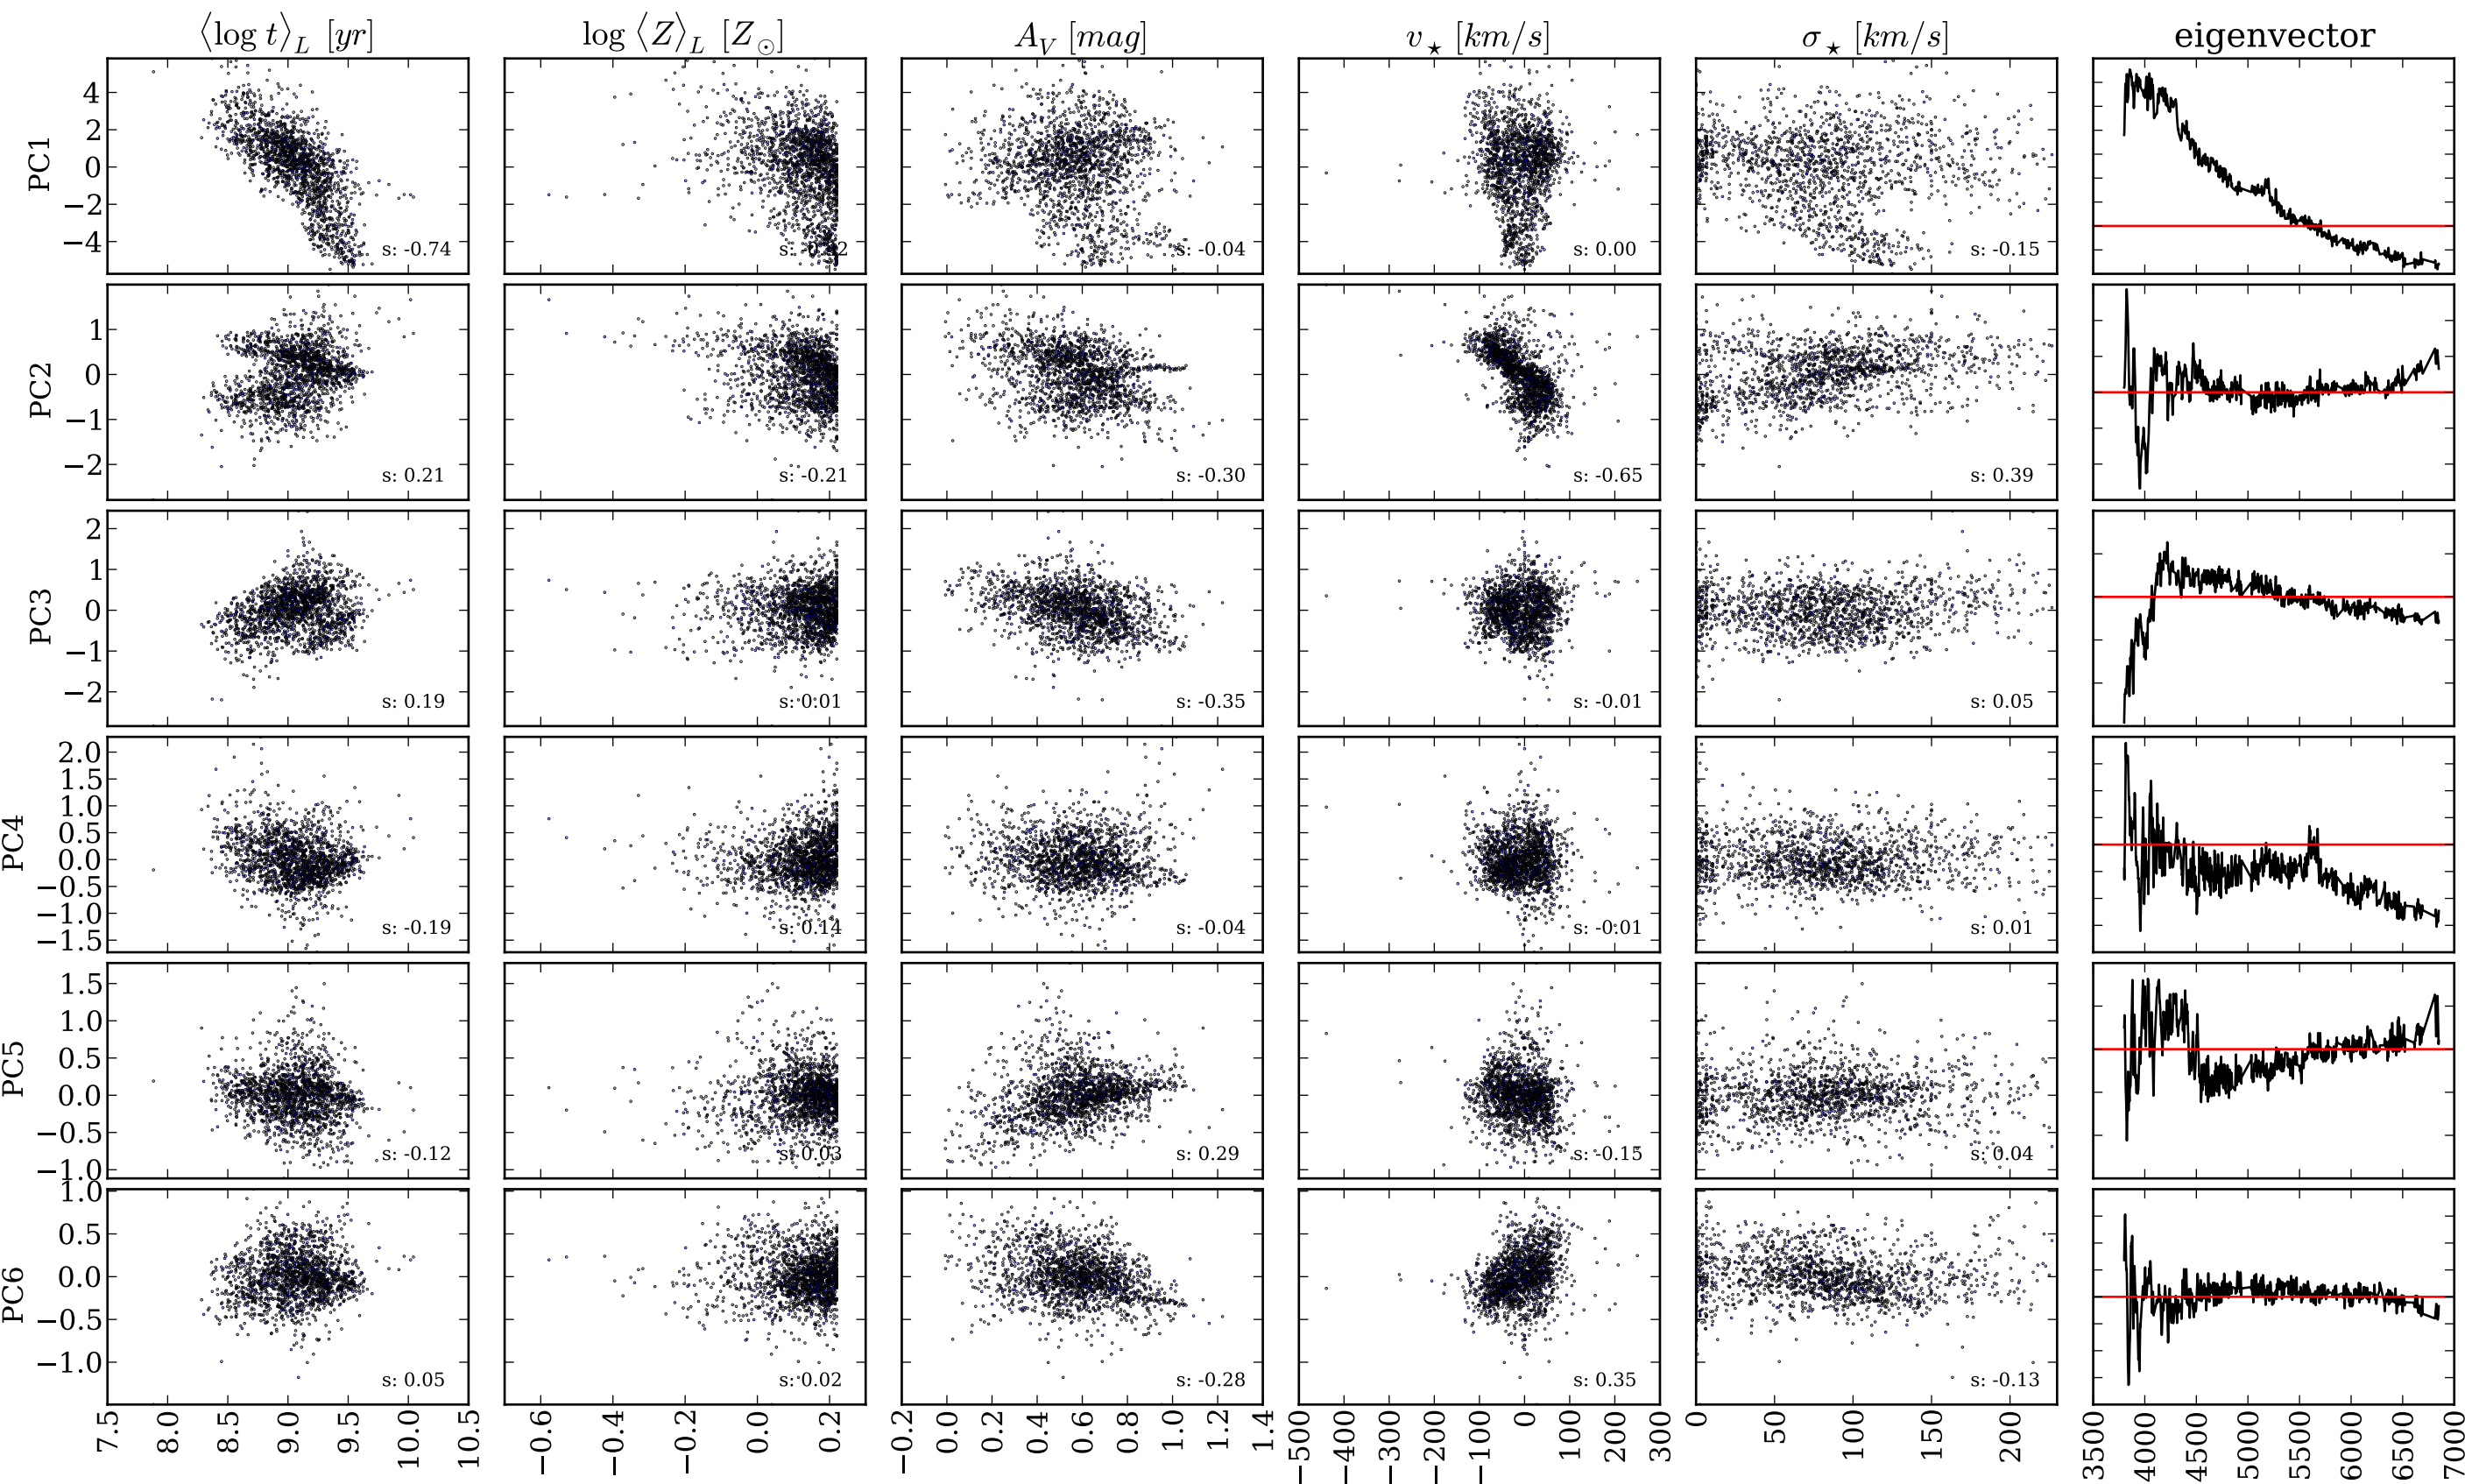 ⟨log t⟩_L [yr]   log ⟨Z⟩_L [Z_⊙]   A_V [mag]   v_⋆ [km/s]   σ_⋆ [km/s]   eigenvector
PC1
4
2
0
−2
−4
s: -0.74   s: -0.04   s: 0.00   s: -0.15
PC2
1
0
−1
−2
s: 0.21   s: -0.21   s: -0.30   s: -0.65   s: 0.39
PC3
2
1
0
−1
−2
s: 0.19   s: 0.01   s: -0.35   s: -0.01   s: 0.05
PC4
2.0
1.5
1.0
0.5
0.0
−0.5
−1.0
−1.5
s: -0.19   s: 0.14   s: -0.04   s: -0.01   s: 0.01
PC5
1.5
1.0
0.5
0.0
−0.5
−1.0
s: -0.12   s: 0.03   s: 0.29   s: -0.15   s: 0.04
PC6
1.0
0.5
0.0
−0.5
−1.0
s: 0.05   s: 0.02   s: -0.28   s: 0.35   s: -0.13
7.5 8.0 8.5 9.0 9.5 10.0 10.5   −0.6 −0.4 −0.2 0.0 0.2   −0.2 0.0 0.2 0.4 0.6 0.8 1.0 1.2 1.4   −500 −400 −300 −200 −100 0 100 200 300   0 50 100 150 200   3500 4000 4500 5000 5500 6000 6500 7000